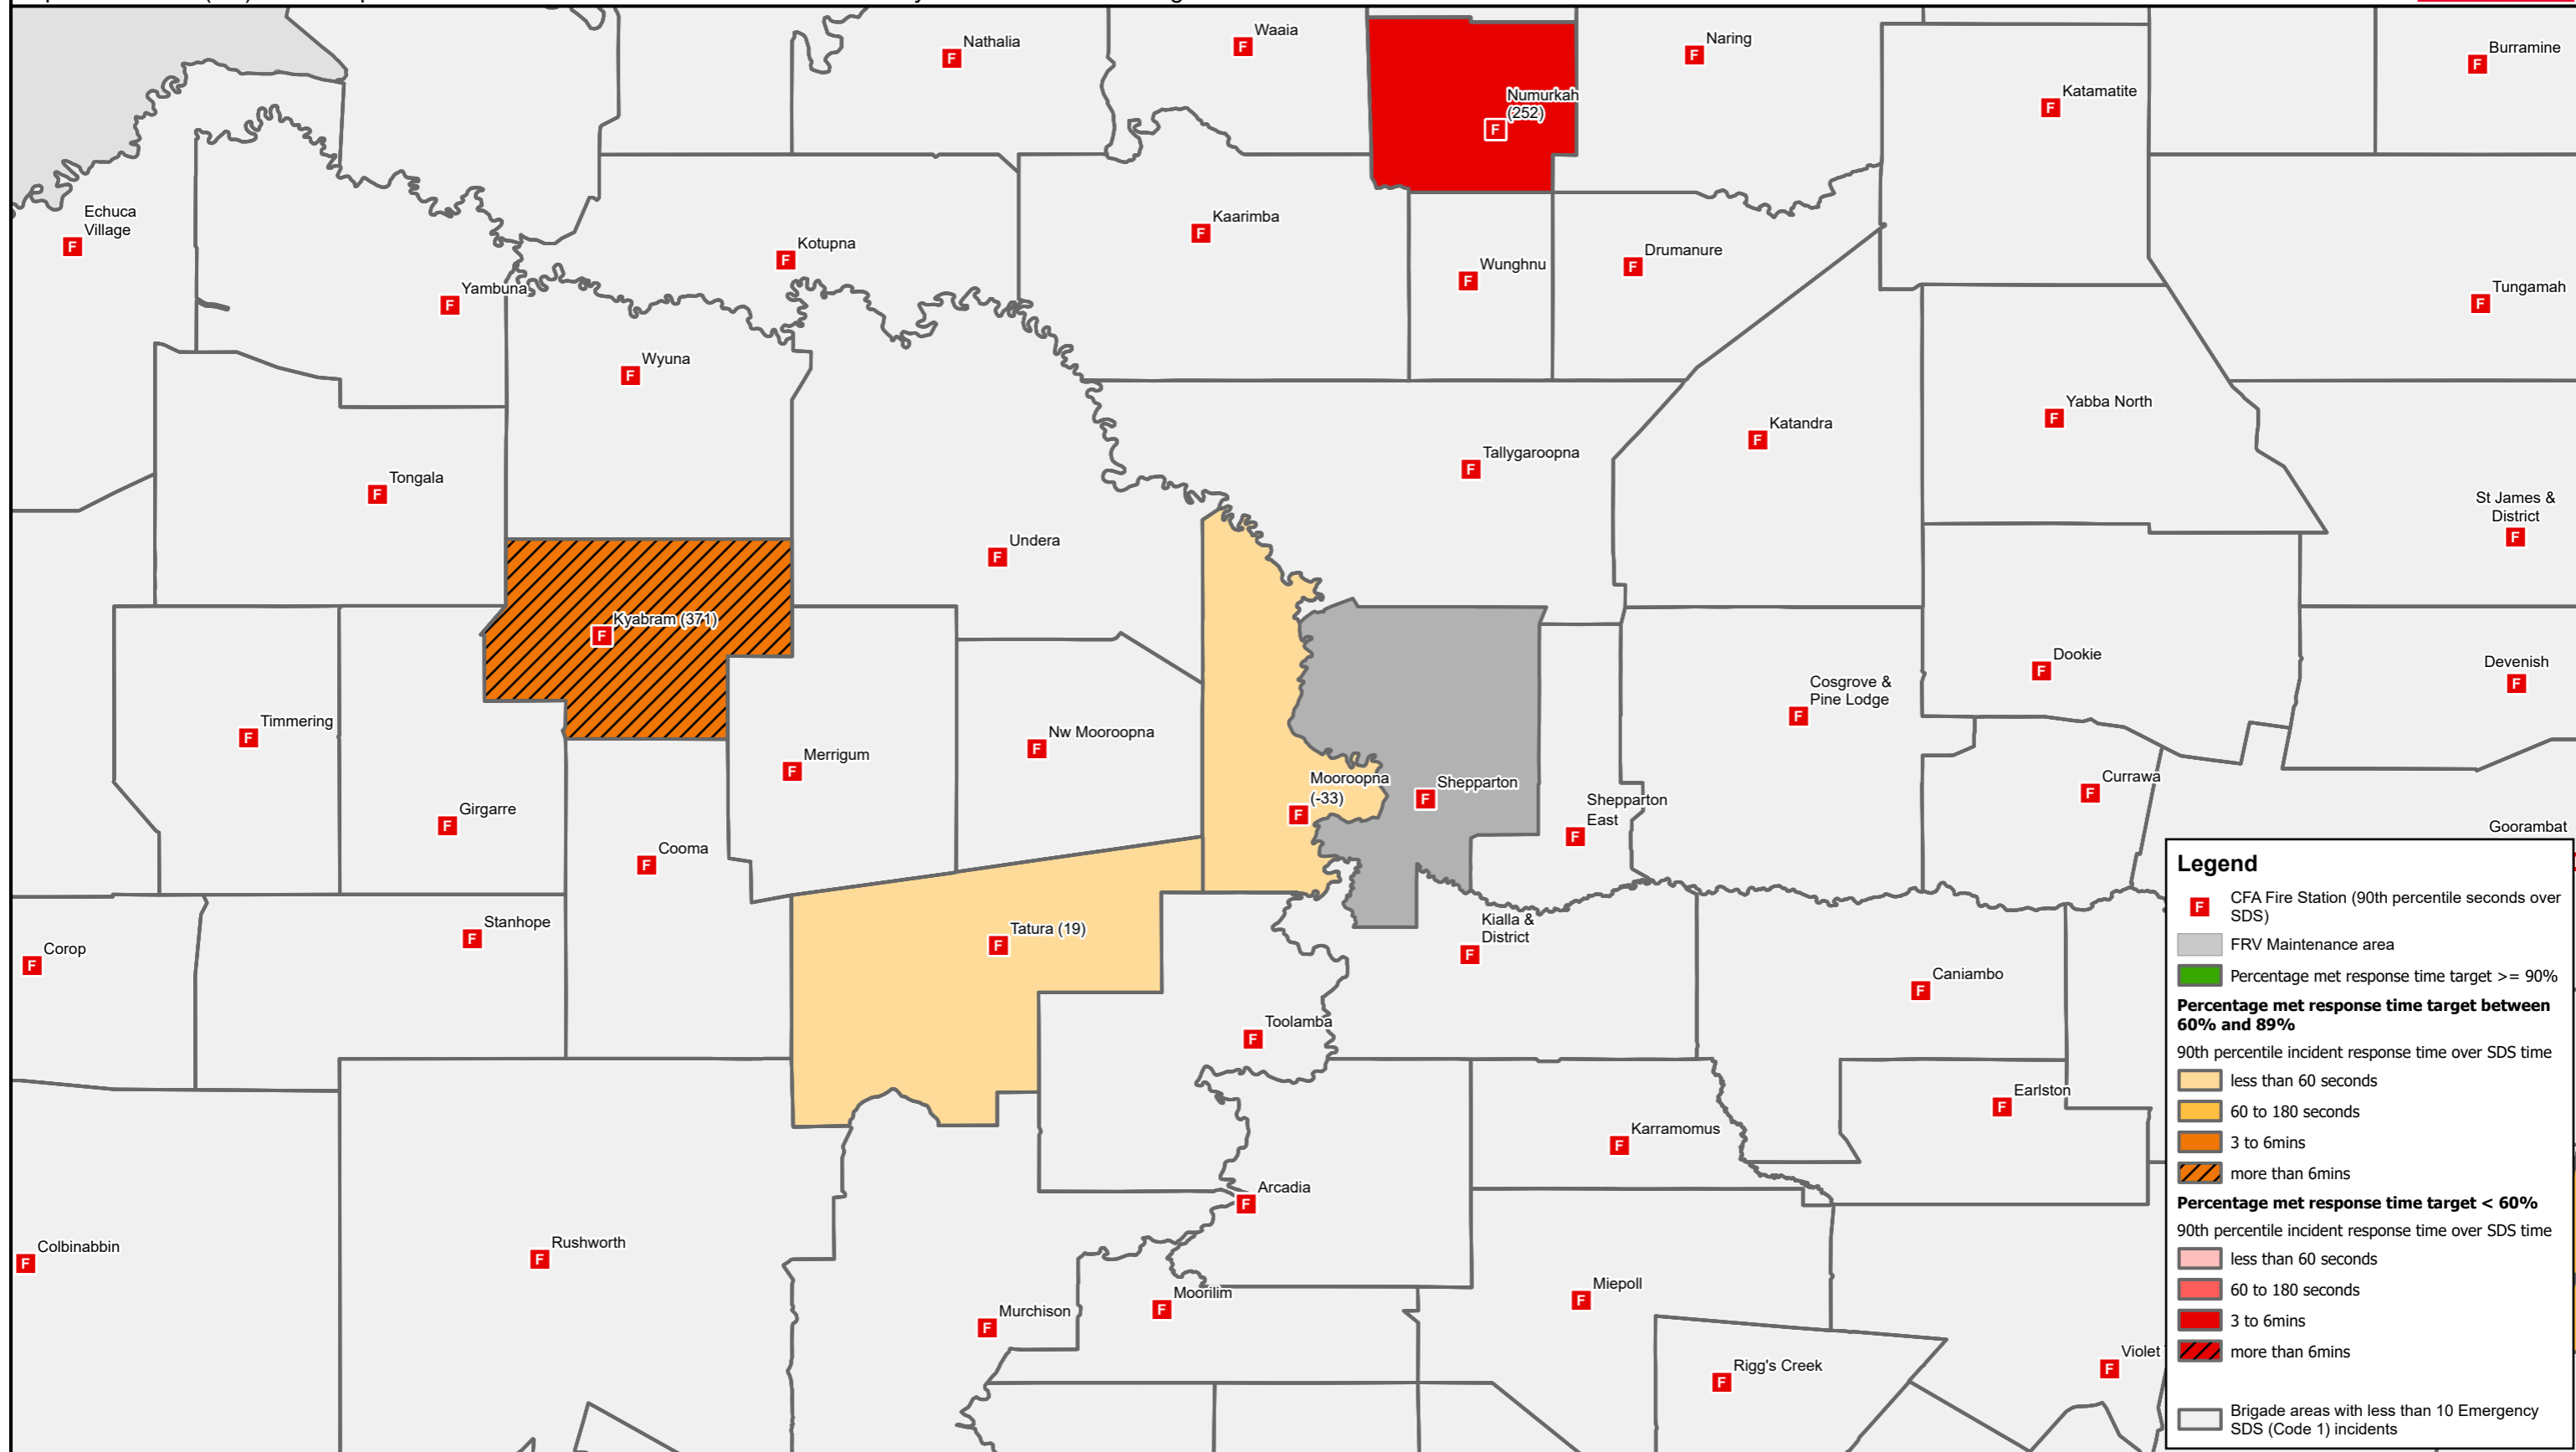 Nathalia
Waaia
Naring
Burramine
Numurkah
(252)
Katamatite
Echuca
Village
Kaarimba
Kotupna
Drumanure
Wunghnu
Yambuna
Tungamah
Wyuna
Yabba North
Katandra
Tallygaroopna
Tongala
St James &
District
Undera
Kyabram (371)
Dookie
Devenish
Cosgrove &
Pine Lodge
Timmering
Nw Mooroopna
Merrigum
Mooroopna
(-33)
Shepparton
Currawa
Shepparton
East
Girgarre
Goorambat
Cooma
Stanhope
Kialla &
District
Tatura (19)
Corop
Caniambo
Toolamba
Earlston
Karramomus
Arcadia
Colbinabbin
Rushworth
Miepoll
Moorilim
Murchison
Violet
Rigg's Creek
Legend
F CFA Fire Station (90th percentile seconds over
SDS)
FRV Maintenance area
Percentage met response time target >= 90%
Percentage met response time target between
60% and 89%
90th percentile incident response time over SDS time
less than 60 seconds
60 to 180 seconds
3 to 6mins
more than 6mins
Percentage met response time target < 60%
90th percentile incident response time over SDS time
less than 60 seconds
60 to 180 seconds
3 to 6mins
more than 6mins
Brigade areas with less than 10 Emergency
SDS (Code 1) incidents